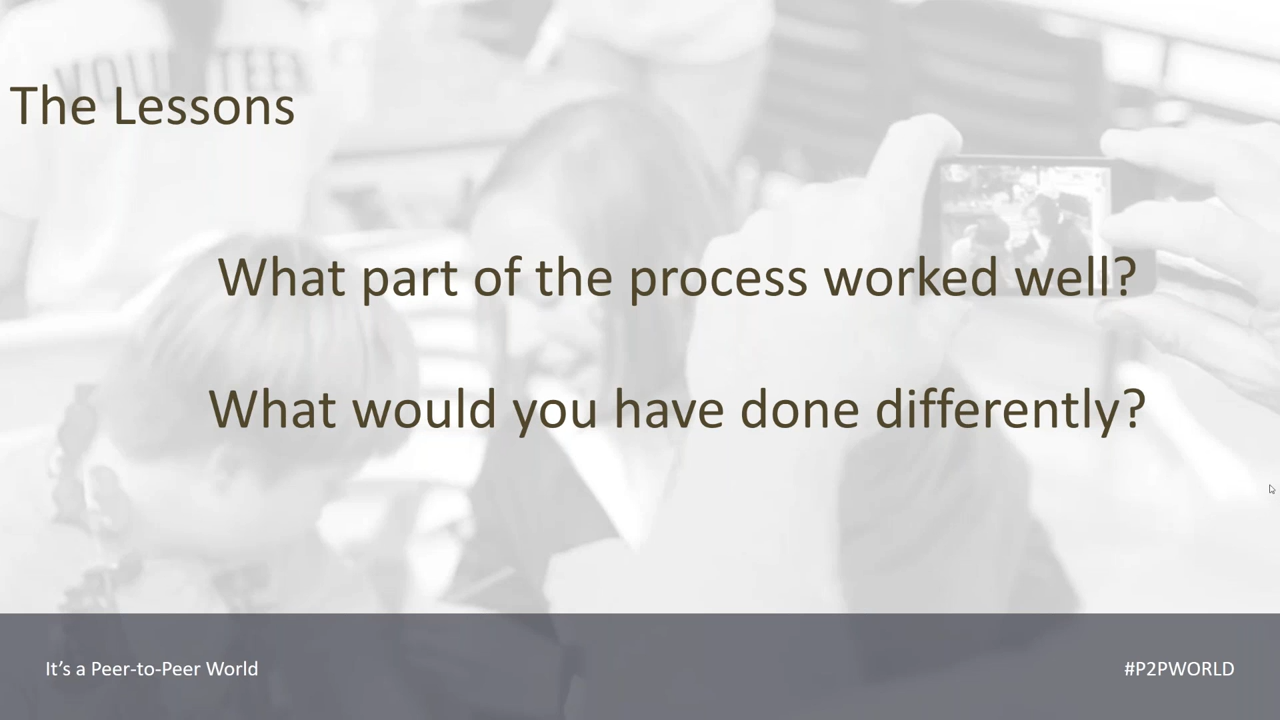 The Lessons
What part of the process worked well?
What would you have done differently?
It’s a Peer-to-Peer World
#P2PWORLD